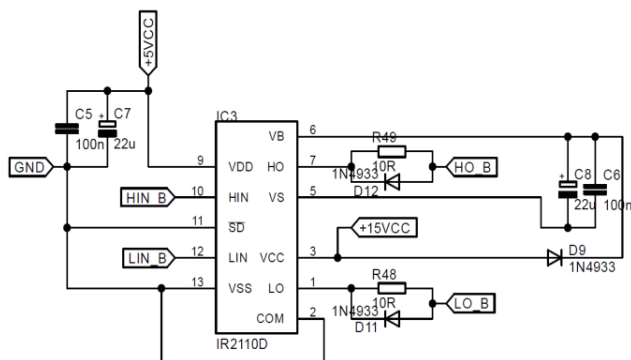 +5VCC
C5
100n
C7
+
22u
GND
IC3
VDD
HIN
SD
LIN
VSS
VB
HO
VS
VCC
LO
COM
IR2110D
9
10
11
12
13
6
7
5
3
1
2
HIN_B
LIN_B
R49
10R
1N4933
D12
HO_B
+15VCC
+
C8
22u
C6
100n
D9
1N4933
R48
10R
1N4933
D11
LO_B